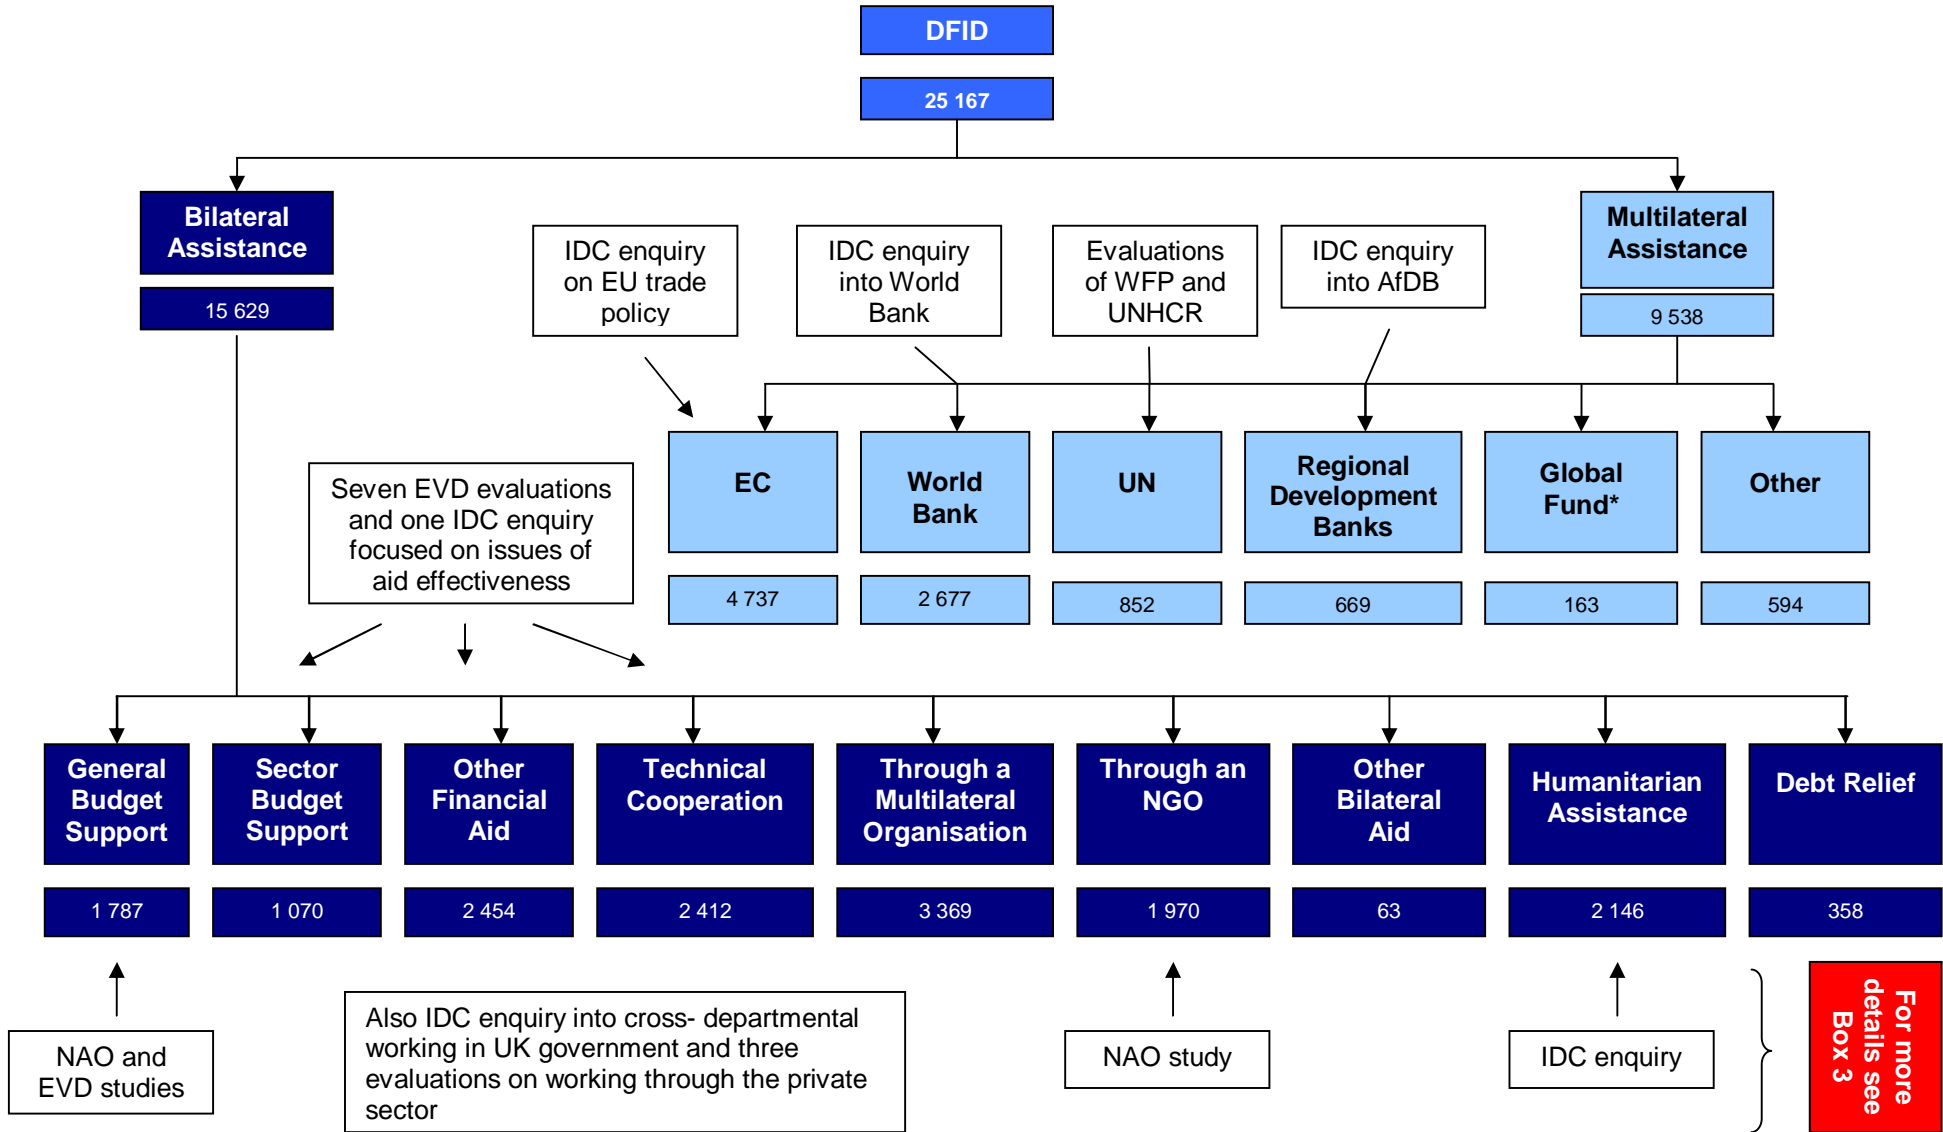 DFID
25 167
Bilateral
Assistance
15 629
IDC enquiry
on EU trade
policy
IDC enquiry
into World
Bank
Evaluations
of WFP and
UNHCR
IDC enquiry
into AfDB
Multilateral
Assistance
9 538
Seven EVD evaluations
and one IDC enquiry
focused on issues of
aid effectiveness
EC
World
Bank
UN
Regional
Development
Banks
Global
Fund*
Other
4 737
2 677
852
669
163
594
General
Budget
Support
Sector
Budget
Support
Other
Financial
Aid
Technical
Cooperation
Through a
Multilateral
Organisation
Through an
NGO
Other
Bilateral
Aid
Humanitarian
Assistance
Debt Relief
1 787
1 070
2 454
2 412
3 369
1 970
63
2 146
358
NAO and
EVD studies
Also IDC enquiry into cross- departmental
working in UK government and three
evaluations on working through the private
sector
NAO study
IDC enquiry
For more
details see
Box 3